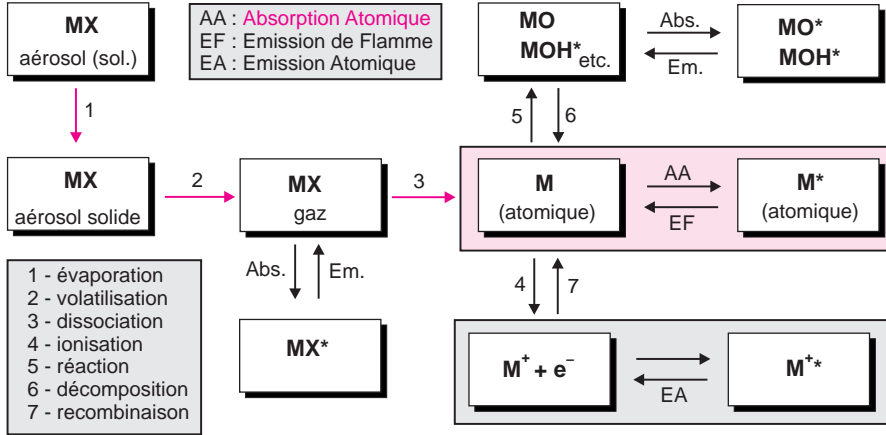 MX
aérosol (sol.)
AA : Absorption Atomique
EF : Emission de Flamme
EA : Emission Atomique
MO
MOH* etc.
Abs.
Em.
MO*
MOH*
1
5
6
MX
aérosol solide
2
MX
gaz
3
M
(atomique)
AA
EF
M*
(atomique)
Abs.
Em.
4
7
1 - évaporation
2 - volatilisation
3 - dissociation
4 - ionisation
5 - réaction
6 - décomposition
7 - recombinaison
MX*
M⁺ + e⁻
EA
M⁺*